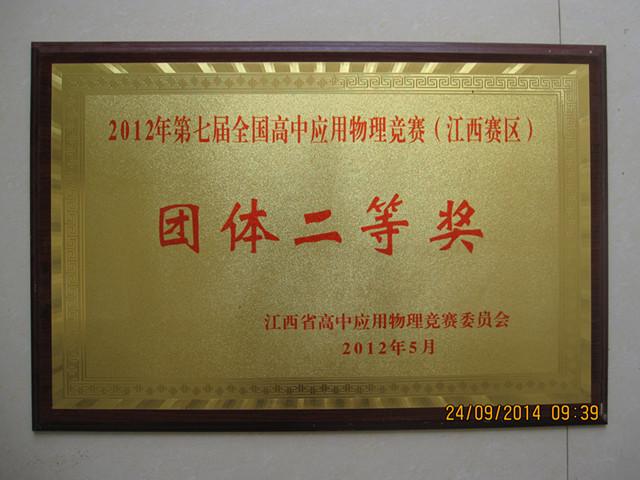 2012年第七届全国高中应用物理竞赛（江西赛区）
团体二等奖
江西省高中应用物理竞赛委员会
2012年5月
24/09/2014 09:39